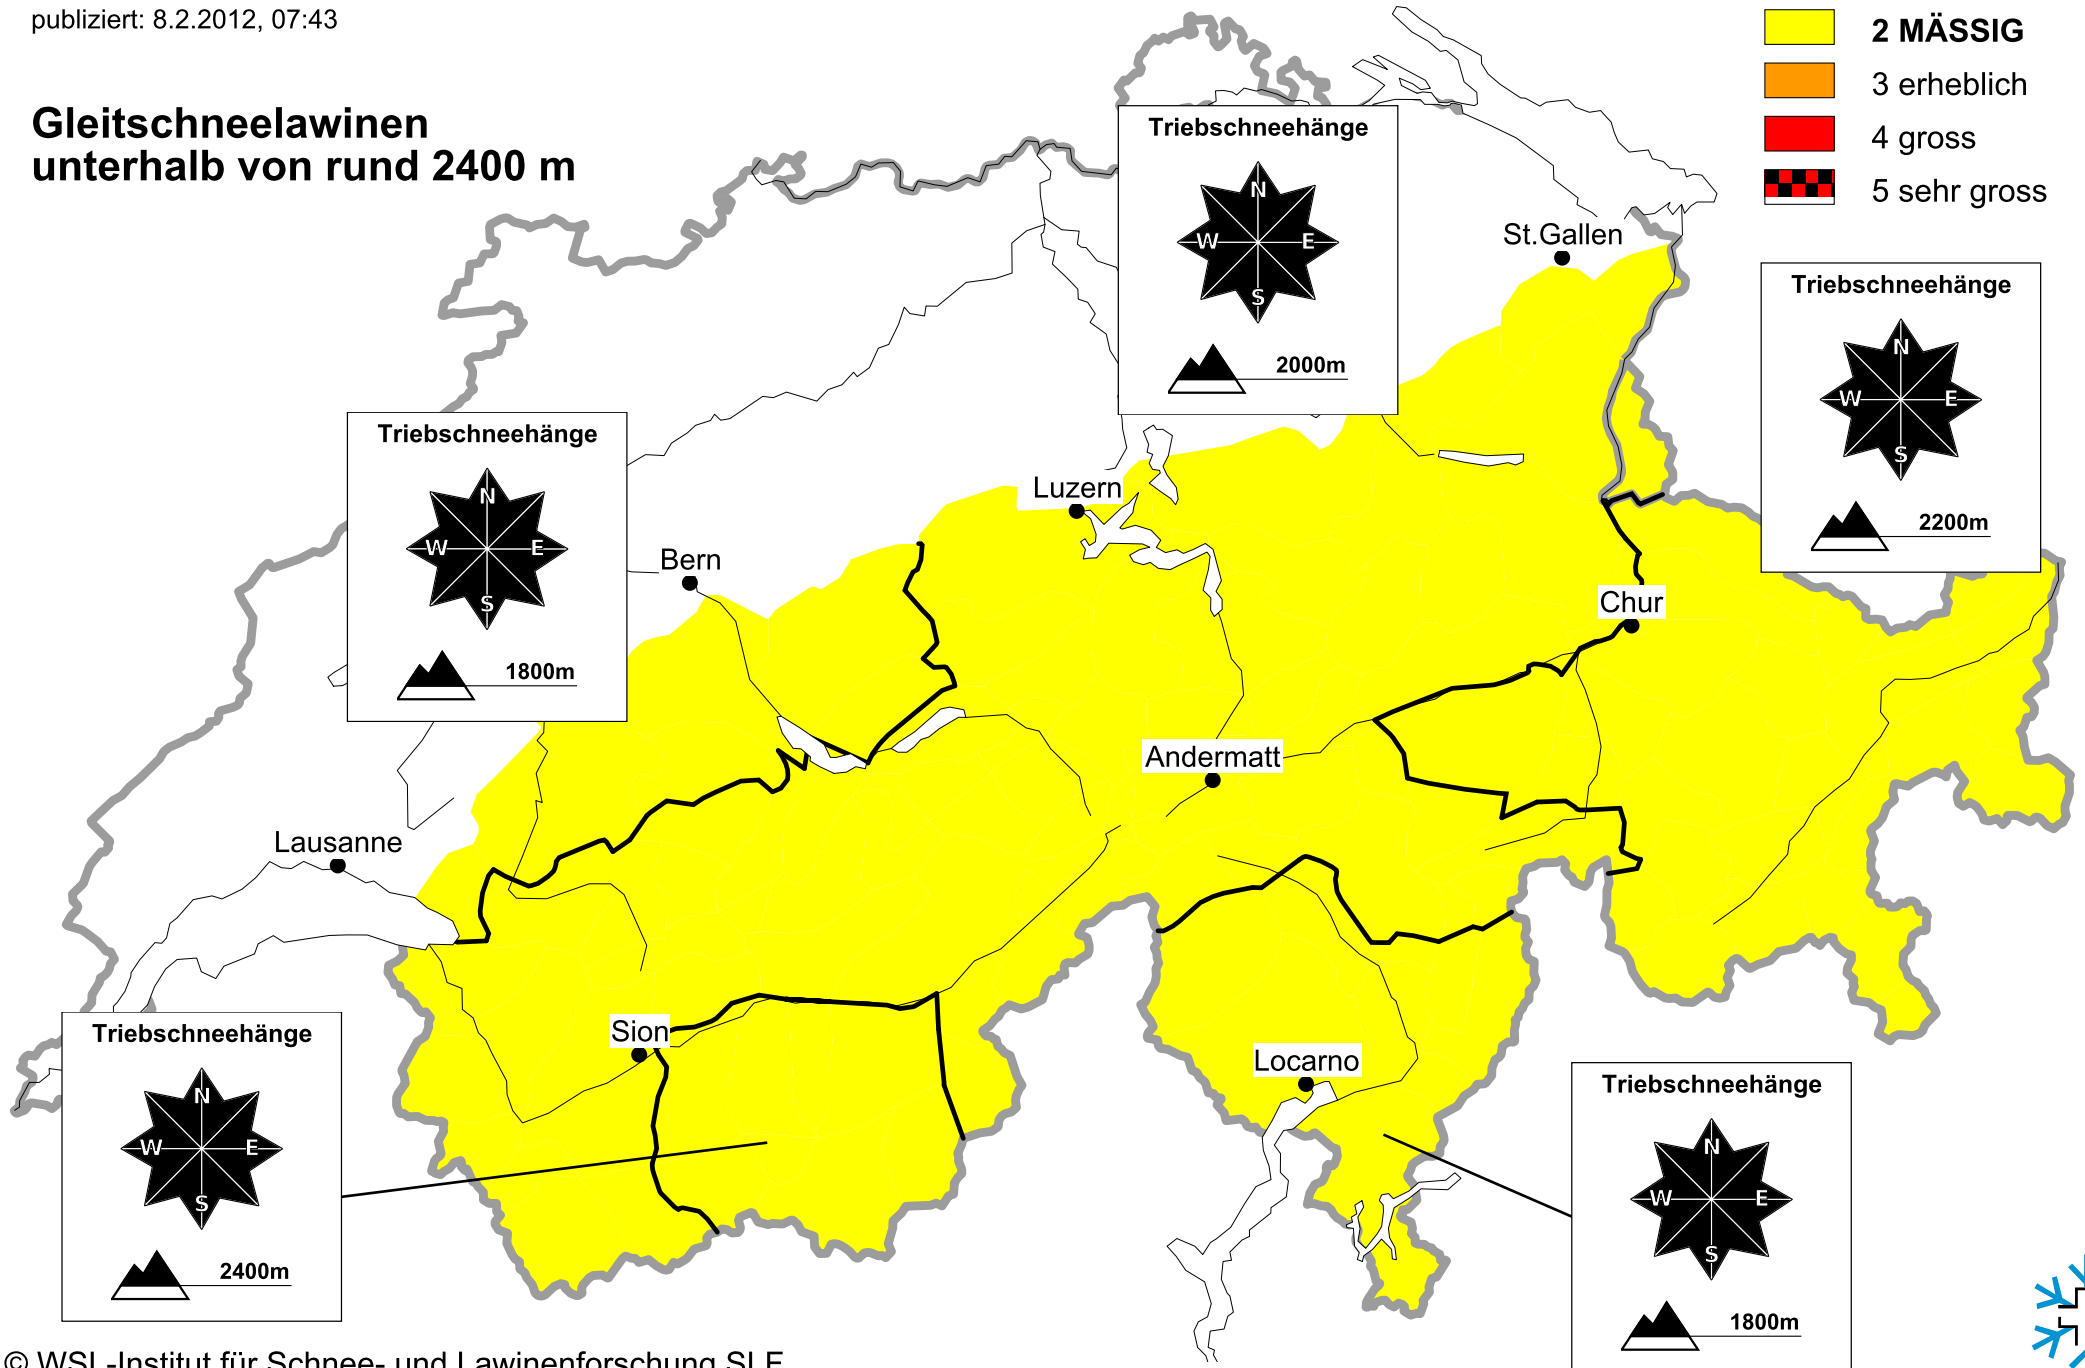 publiziert: 8.2.2012, 07:43
2 MÄSSIG
3 erheblich
4 gross
5 sehr gross
Gleitschneelawinen
unterhalb von rund 2400 m
Triebschneehänge
N
W E
S
2000m
St.Gallen
Triebschneehänge
N
W E
S
2200m
Triebschneehänge
N
W E
S
1800m
Luzern
Bern
Chur
Andermatt
Lausanne
Sion
Locarno
Triebschneehänge
N
W E
S
2400m
Triebschneehänge
N
W E
S
1800m
© WSL-Institut für Schnee- und Lawinenforschung SLF